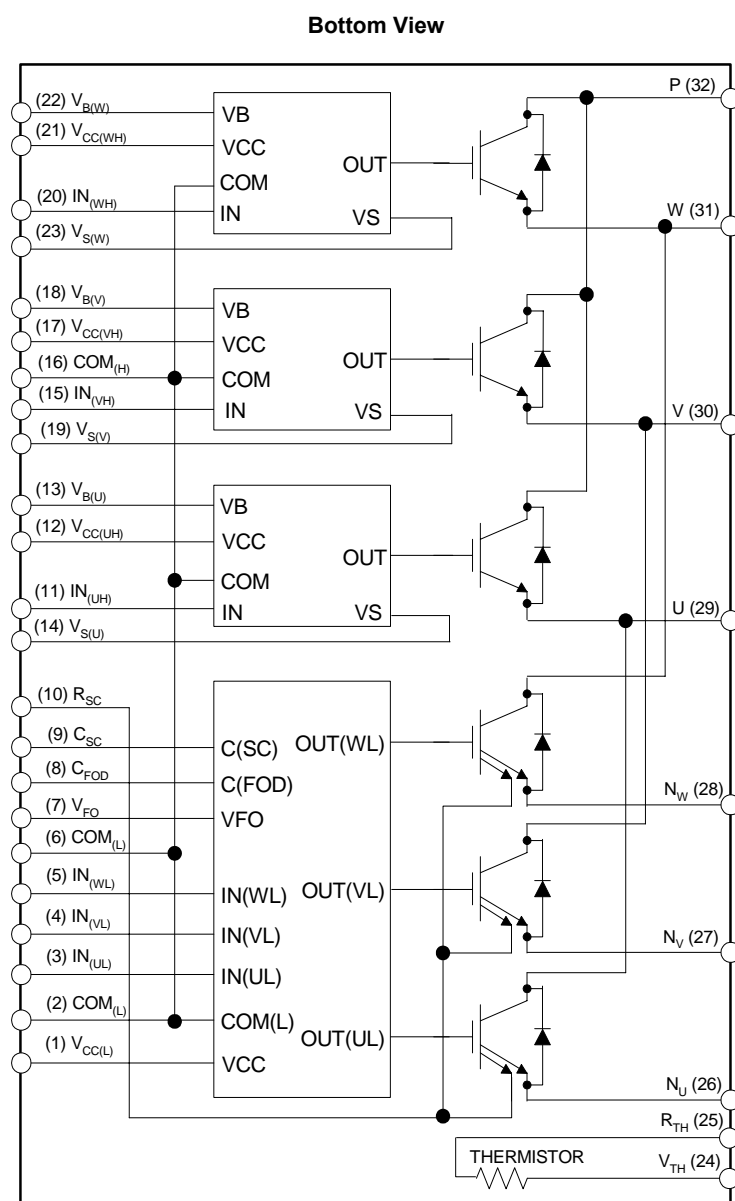 Bottom View
(22) VB(W)
(21) VCC(WH)
(20) IN(WH)
(23) VS(W)
VB
VCC
COM
IN
OUT
VS
P (32)
W (31)
(18) VB(V)
(17) VCC(VH)
(16) COM(H)
(15) IN(VH)
(19) VS(V)
VB
VCC
COM
IN
OUT
VS
V (30)
(13) VB(U)
(12) VCC(UH)
(11) IN(UH)
(14) VS(U)
VB
VCC
COM
IN
OUT
VS
U (29)
(10) RSC
(9) CSC
(8) CFOD
(7) VFO
(6) COM(L)
(5) IN(WL)
(4) IN(VL)
(3) IN(UL)
(2) COM(L)
(1) VCC(L)
C(SC)
C(FOD)
VFO
IN(WL)
IN(VL)
IN(UL)
COM(L)
VCC
OUT(WL)
OUT(VL)
OUT(UL)
NW (28)
NV (27)
NU (26)
RTH (25)
THERMISTOR
VTH (24)